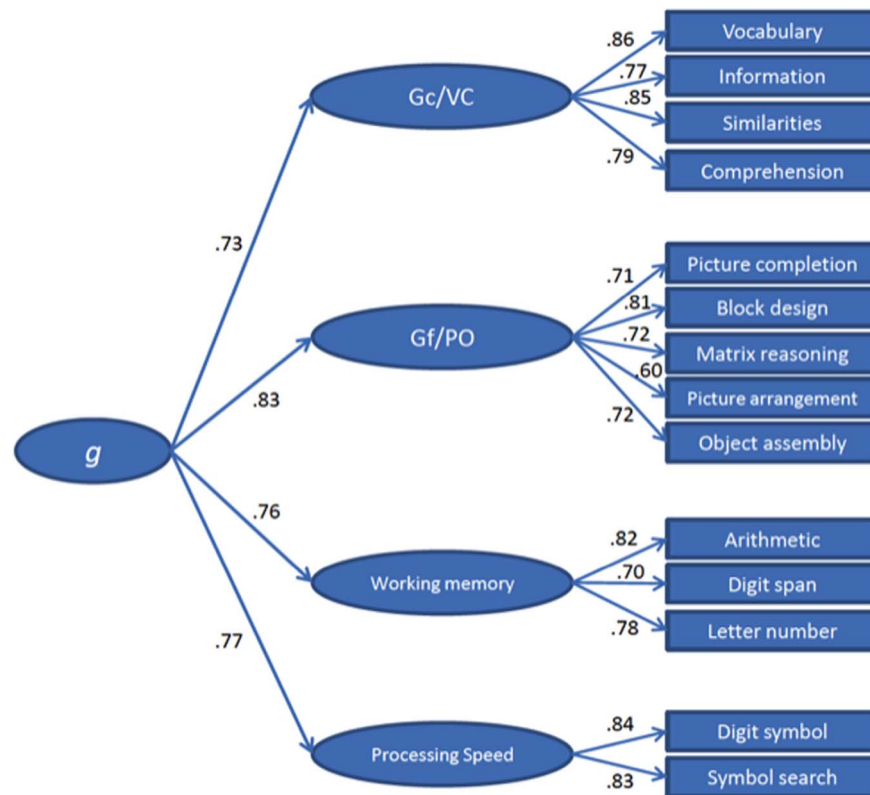 .86
Vocabulary
.77
Information
Gc/VC
.85
Similarities
.79
Comprehension
.73
.71
Picture completion
.81
Block design
Gf/PO
.72
Matrix reasoning
.60
Picture arrangement
.83
.72
Object assembly
g
.76
.82
Arithmetic
.70
Working memory
Digit span
.78
Letter number
.77
.84
Digit symbol
Processing Speed
.83
Symbol search